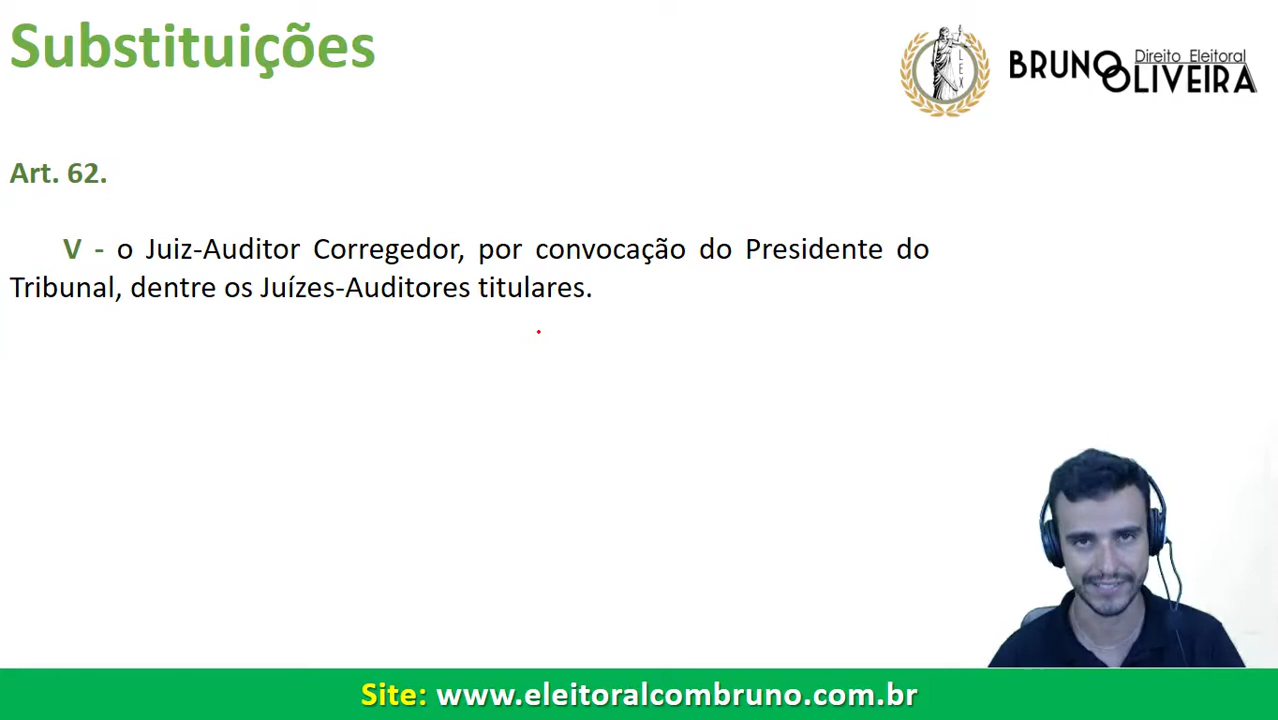 Substituições
LEX
BRUNO OLIVEIRA
Direito Eleitoral
Art. 62.
V - o Juiz-Auditor Corregedor, por convocação do Presidente do
Tribunal, dentre os Juízes-Auditores titulares.
Site: www.eleitoralcombruno.com.br